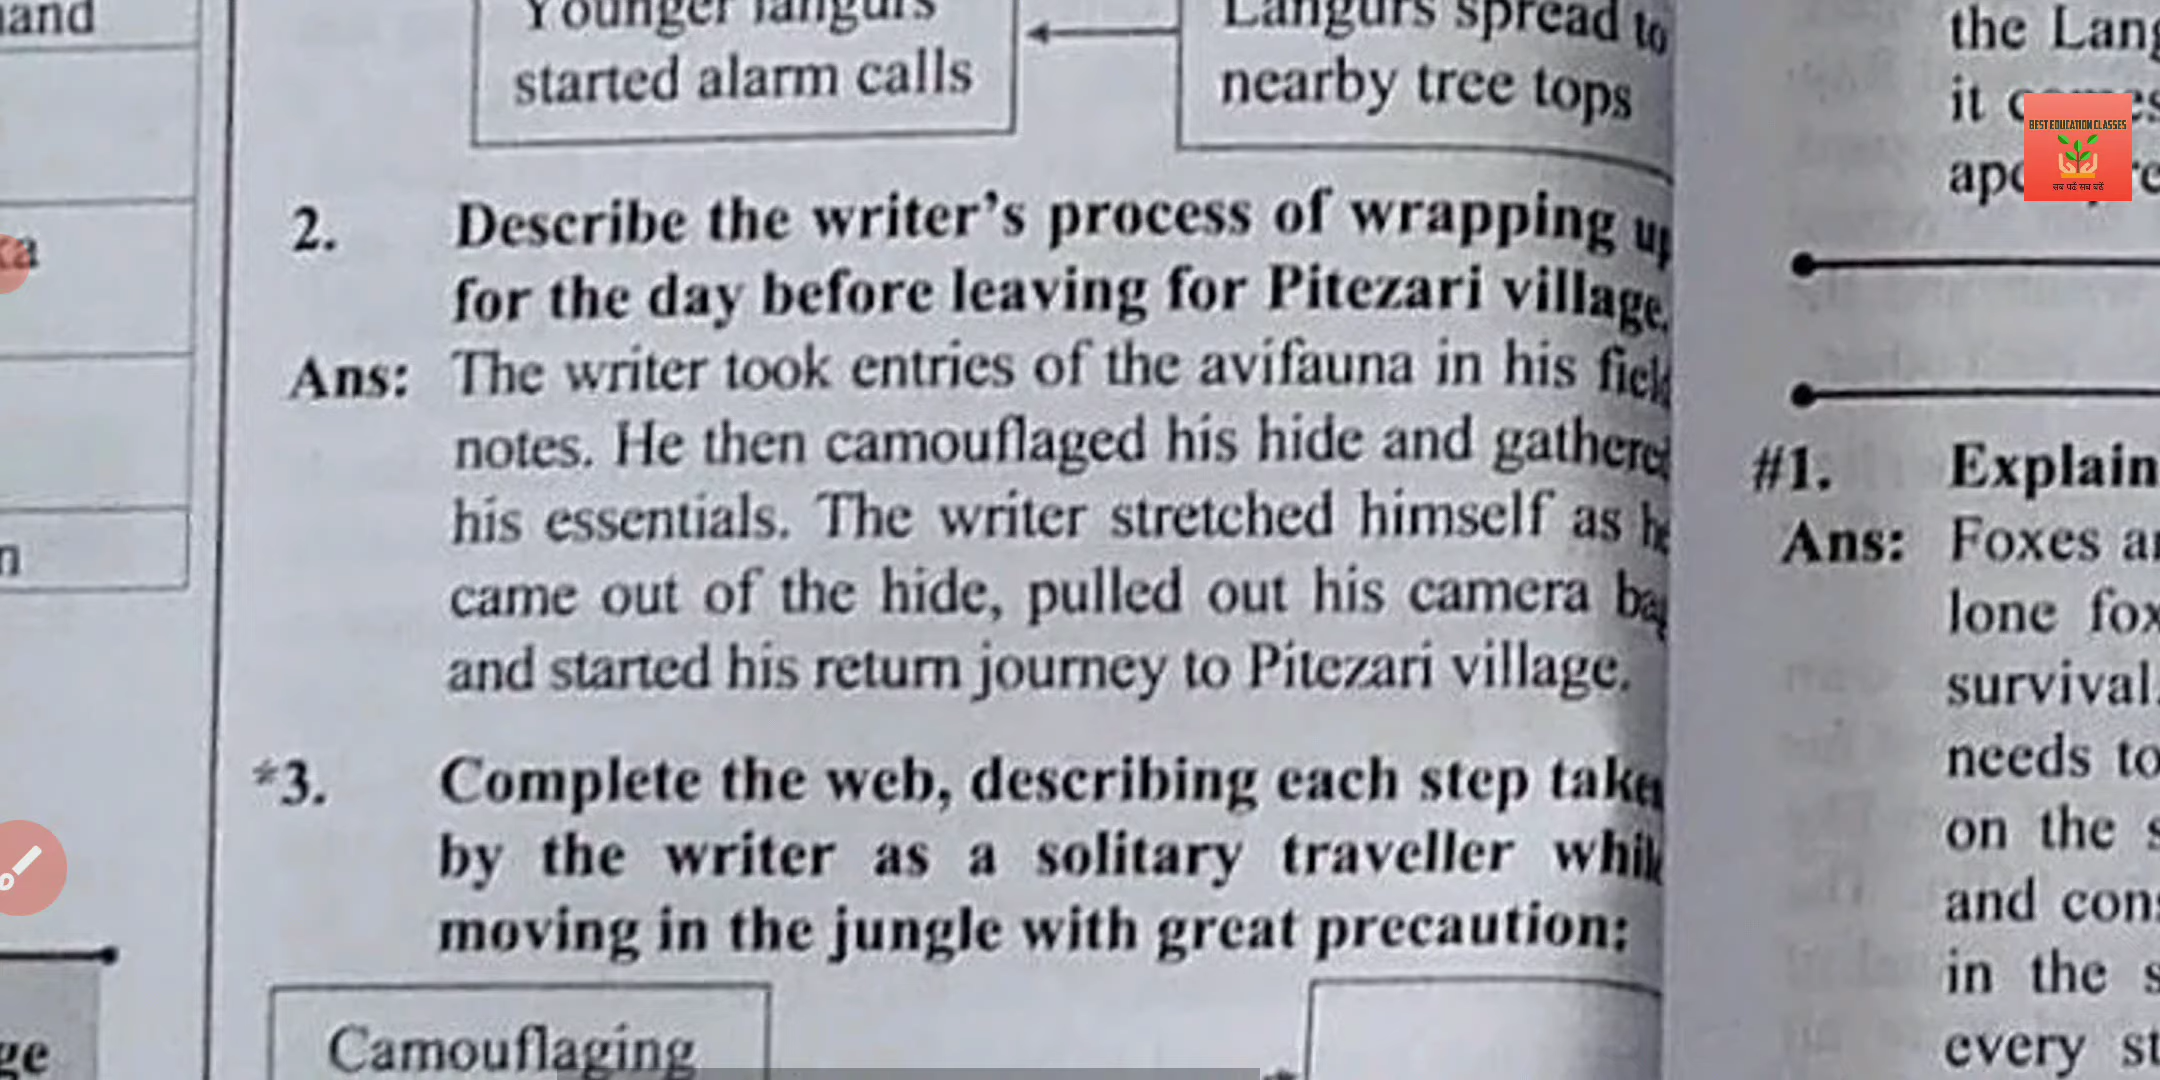 and
a
n
ge
Younger langurs
started alarm calls
Langurs spread to
nearby tree tops
2. Describe the writer's process of wrapping up
for the day before leaving for Pitezari village.
Ans: The writer took entries of the avifauna in his field
notes. He then camouflaged his hide and gathered
his essentials. The writer stretched himself as he
came out of the hide, pulled out his camera bag
and started his return journey to Pitezari village.
*3. Complete the web, describing each step taken
by the writer as a solitary traveller while
moving in the jungle with great precaution:
Camouflaging
the Lang
it
BEST EDUCATION CLASSES
सब पढ़ें सब बढ़ें
#1. Explain
Ans: Foxes ar
lone fox
survival.
needs to
on the s
and cons
in the s
every st